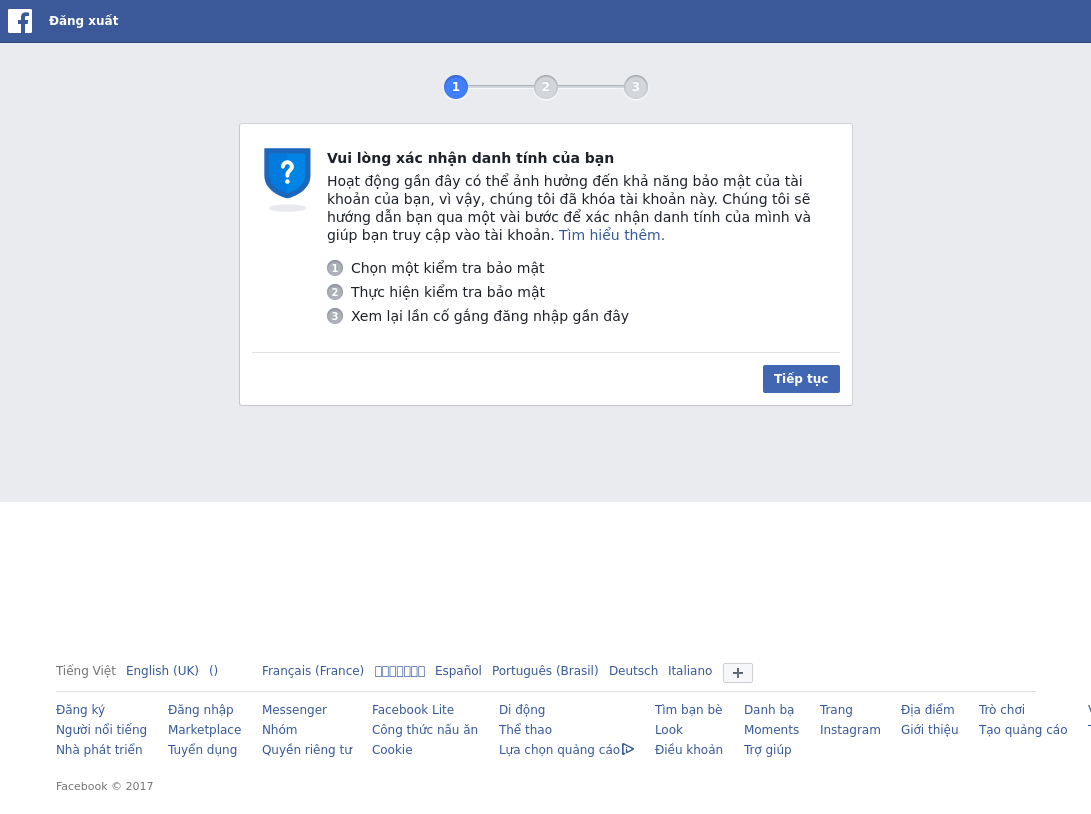 Đăng xuất
1 2 3
Vui lòng xác nhận danh tính của bạn
Hoạt động gần đây có thể ảnh hưởng đến khả năng bảo mật của tài
khoản của bạn, vì vậy, chúng tôi đã khóa tài khoản này. Chúng tôi sẽ
hướng dẫn bạn qua một vài bước để xác nhận danh tính của mình và
giúp bạn truy cập vào tài khoản. Tìm hiểu thêm.
1 Chọn một kiểm tra bảo mật
2 Thực hiện kiểm tra bảo mật
3 Xem lại lần cố gắng đăng nhập gần đây
Tiếp tục
Tiếng Việt English (UK) () Français (France) Español Português (Brasil) Deutsch Italiano
Đăng ký Đăng nhập Messenger Facebook Lite Di động Tìm bạn bè Danh bạ Trang Địa điểm Trò chơi
Người nổi tiếng Marketplace Nhóm Công thức nấu ăn Thể thao Look Moments Instagram Giới thiệu Tạo quảng cáo
Nhà phát triển Tuyển dụng Quyền riêng tư Cookie Lựa chọn quảng cáo Điều khoản Trợ giúp
Facebook © 2017